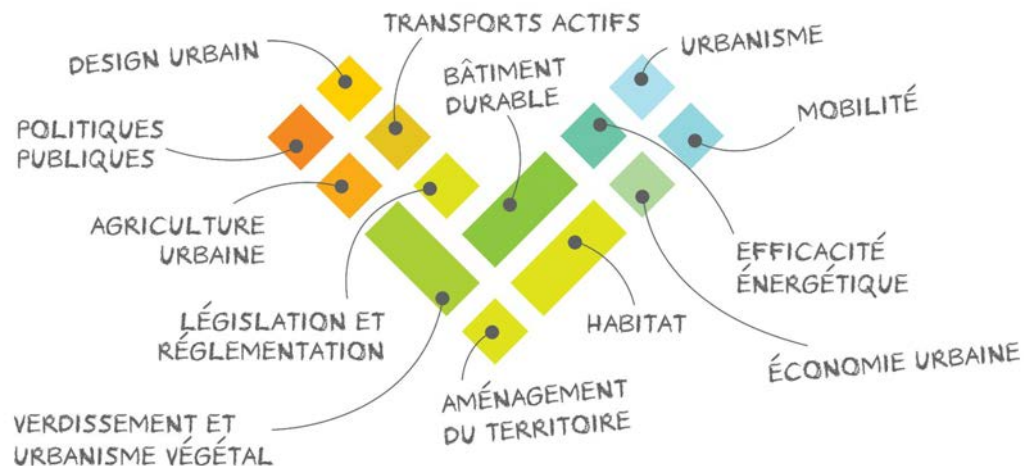 TRANSPORTS ACTIFS
DESIGN URBAIN
URBANISME
BÂTIMENT
DURABLE
MOBILITÉ
POLITIQUES
PUBLIQUES
AGRICULTURE
URBAINE
EFFICACITÉ
ÉNERGÉTIQUE
LÉGISLATION ET
RÉGLEMENTATION
HABITAT
ÉCONOMIE URBAINE
AMÉNAGEMENT
DU TERRITOIRE
VERDISSEMENT ET
URBANISME VÉGÉTAL